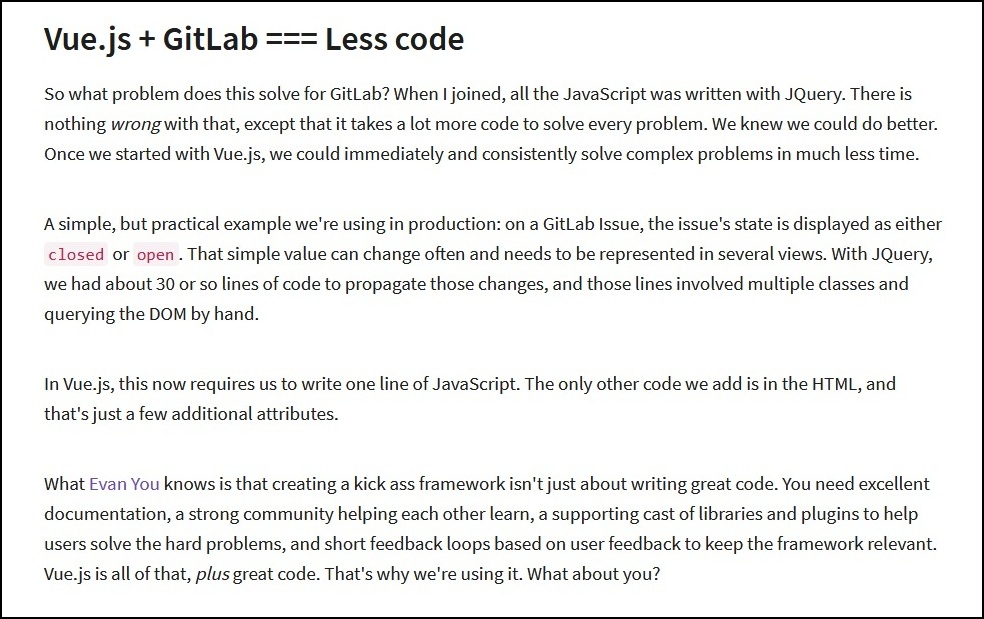 Vue.js + GitLab === Less code
So what problem does this solve for GitLab? When I joined, all the JavaScript was written with JQuery. There is
nothing wrong with that, except that it takes a lot more code to solve every problem. We knew we could do better.
Once we started with Vue.js, we could immediately and consistently solve complex problems in much less time.
A simple, but practical example we're using in production: on a GitLab Issue, the issue's state is displayed as either
closed or open. That simple value can change often and needs to be represented in several views. With JQuery,
we had about 30 or so lines of code to propagate those changes, and those lines involved multiple classes and
querying the DOM by hand.
In Vue.js, this now requires us to write one line of JavaScript. The only other code we add is in the HTML, and
that's just a few additional attributes.
What Evan You knows is that creating a kick ass framework isn't just about writing great code. You need excellent
documentation, a strong community helping each other learn, a supporting cast of libraries and plugins to help
users solve the hard problems, and short feedback loops based on user feedback to keep the framework relevant.
Vue.js is all of that, plus great code. That's why we're using it. What about you?